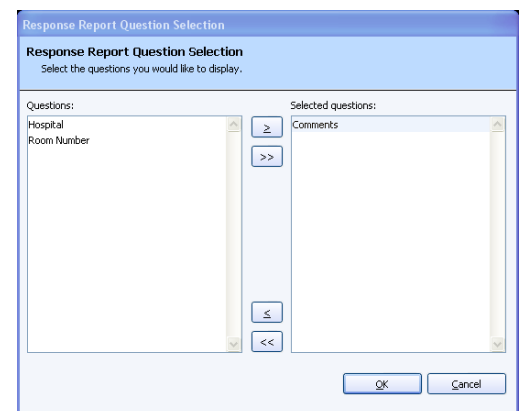 Response Report Question Selection
Response Report Question Selection
Select the questions you would like to display.
Questions:
Selected questions:
Hospital
Room Number
Comments
>
>>
<
<<
OK
Cancel